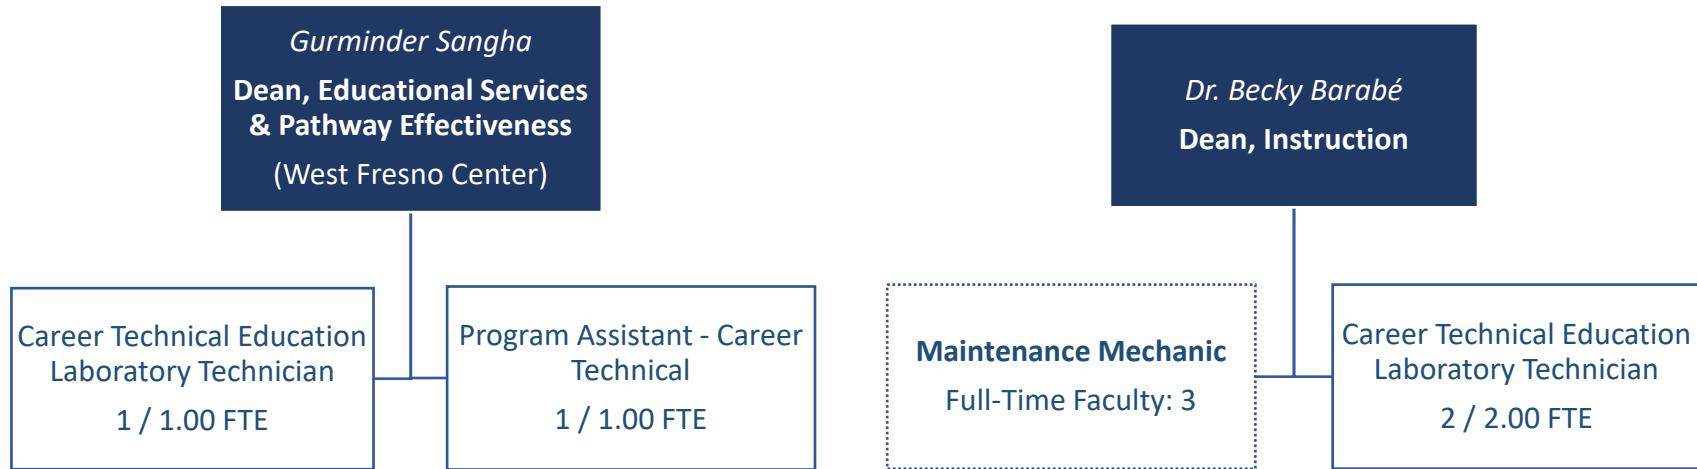 Gurminder Sangha
Dean, Educational Services
& Pathway Effectiveness
(West Fresno Center)
Dr. Becky Barabé
Dean, Instruction
Career Technical Education
Laboratory Technician
1 / 1.00 FTE
Program Assistant - Career
Technical
1 / 1.00 FTE
Maintenance Mechanic
Full-Time Faculty: 3
Career Technical Education
Laboratory Technician
2 / 2.00 FTE